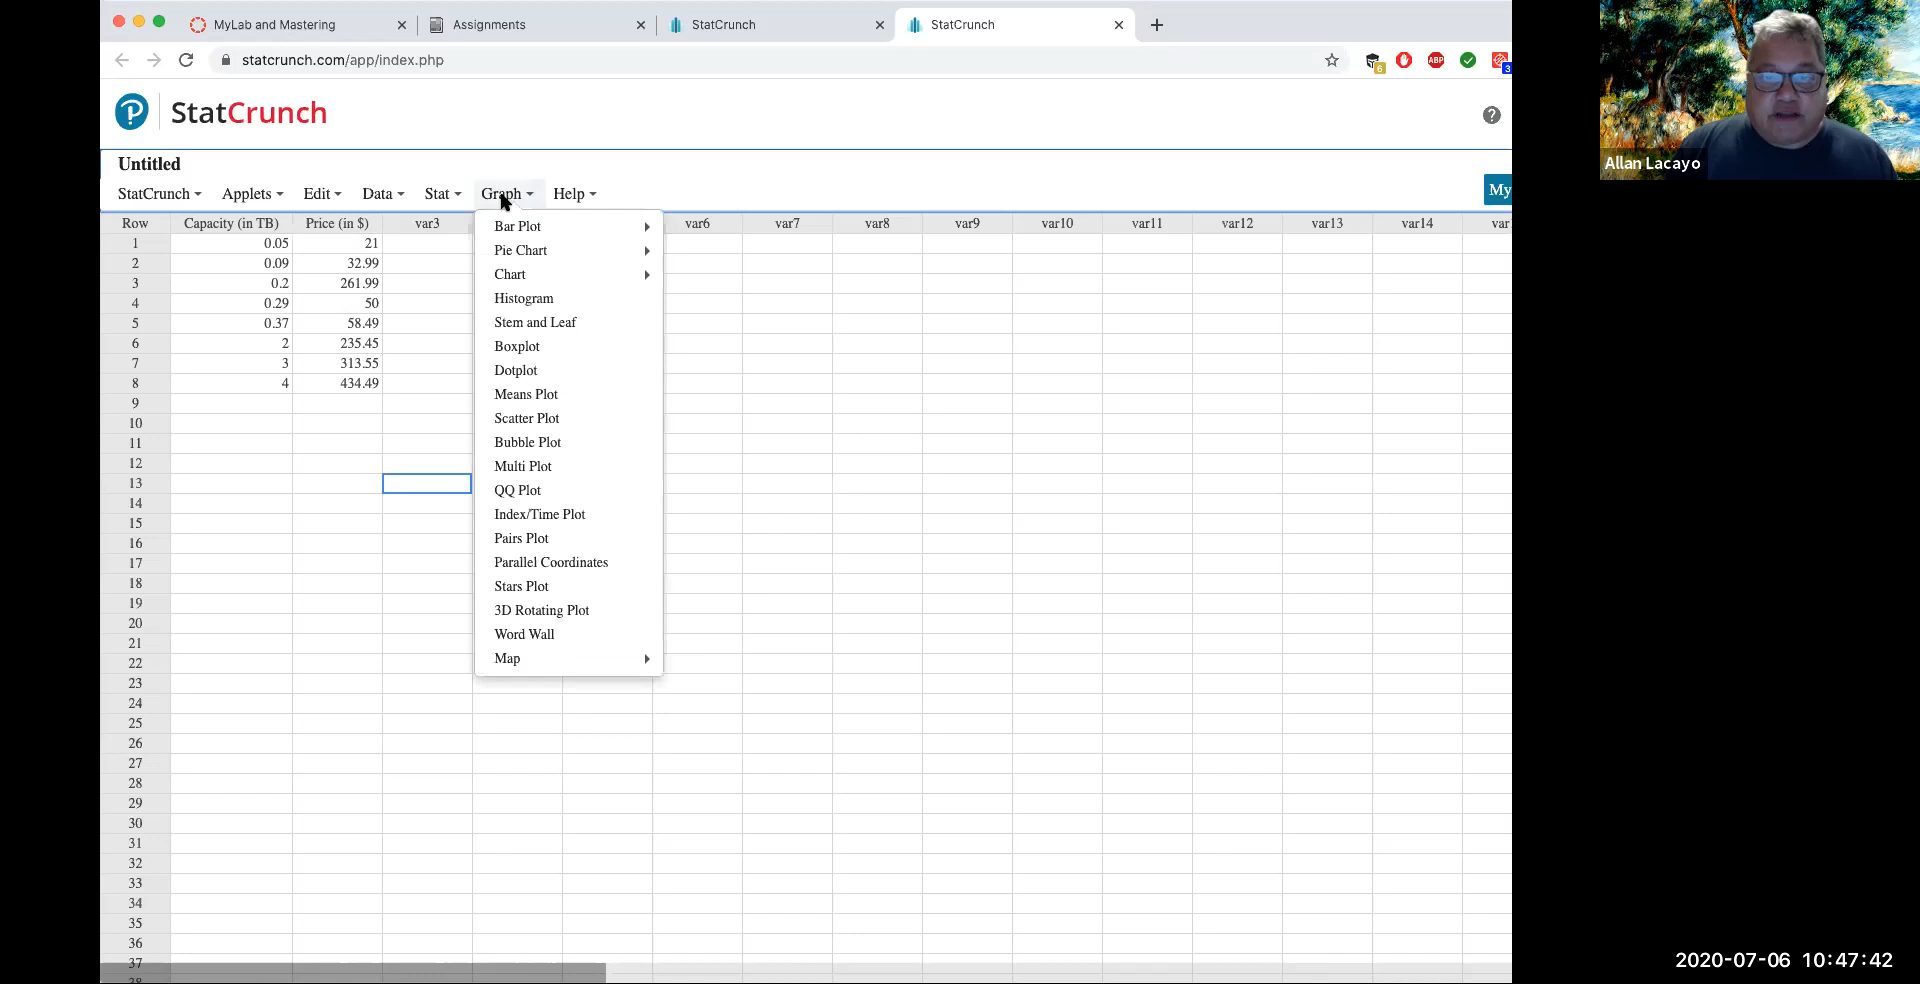 MyLab and Mastering
Assignments
StatCrunch
StatCrunch
statcrunch.com/app/index.php
6
ABP
3
P
StatCrunch
?
Allan Lacayo
Untitled
StatCrunch Applets Edit Data Stat Graph Help
My
Row Capacity (in TB) Price (in $) var3 var6 var7 var8 var9 var10 var11 var12 var13 var14 var
1 0.05 21
2 0.09 32.99
3 0.2 261.99
4 0.29 50
5 0.37 58.49
6 2 235.45
7 3 313.55
8 4 434.49
9
10
11
12
13
14
15
16
17
18
19
20
21
22
23
24
25
26
27
28
29
30
31
32
33
34
35
36
37
38
Bar Plot
Pie Chart
Chart
Histogram
Stem and Leaf
Boxplot
Dotplot
Means Plot
Scatter Plot
Bubble Plot
Multi Plot
QQ Plot
Index/Time Plot
Pairs Plot
Parallel Coordinates
Stars Plot
3D Rotating Plot
Word Wall
Map
2020-07-06 10:47:42